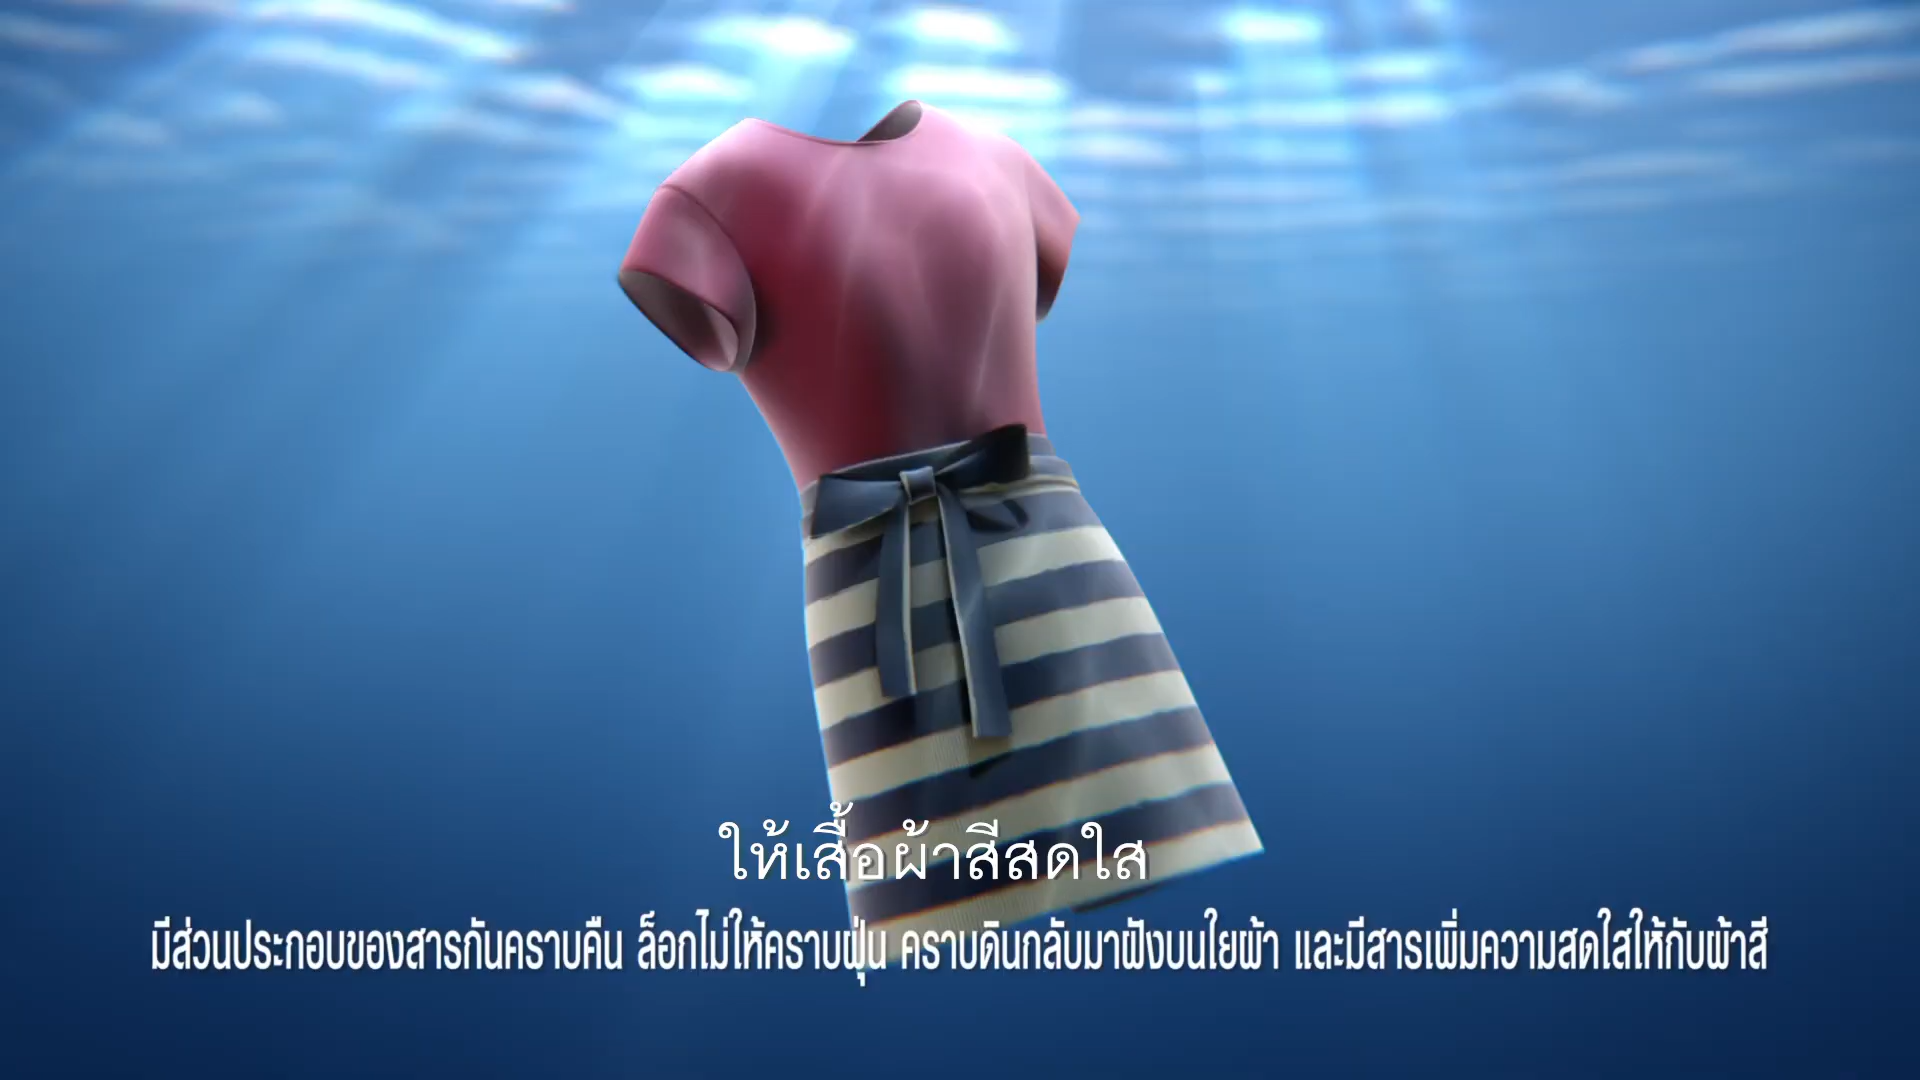 ให้เสื้อผ้าสีสดใส
มีส่วนประกอบของสารกันคราบคืน ล็อกไม่ให้คราบฝุ่น คราบดินกลับมาฝังบนใยผ้า และมีสารเพิ่มความสดใสให้กับผ้าสี